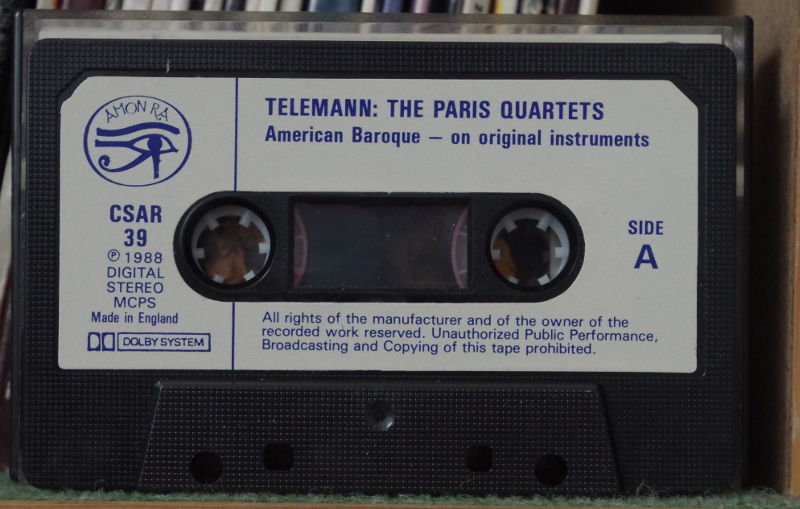 AMON RA
TELEMANN: THE PARIS QUARTETS
American Baroque – on original instruments
CSAR
39
℗ 1988
DIGITAL
STEREO
MCPS
Made in England
DOLBY SYSTEM
SIDE
A
All rights of the manufacturer and of the owner of the
recorded work reserved. Unauthorized Public Performance,
Broadcasting and Copying of this tape prohibited.